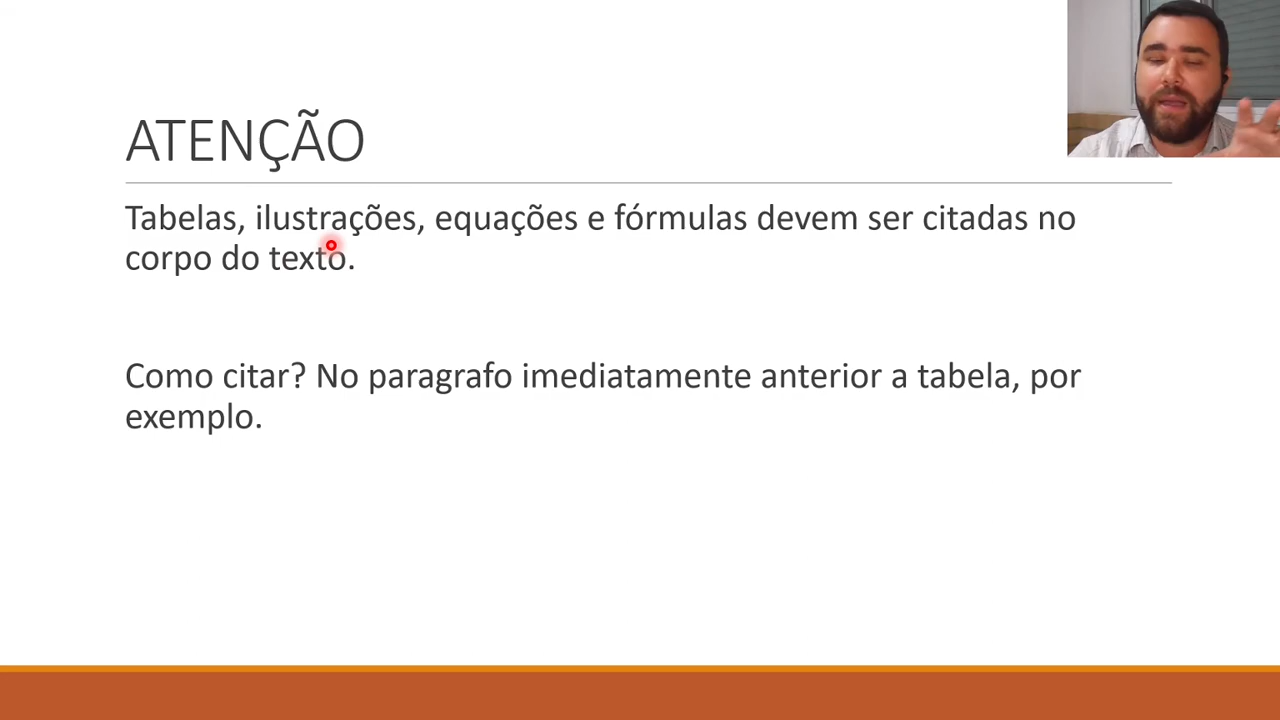 ATENÇÃO
Tabelas, ilustrações, equações e fórmulas devem ser citadas no
corpo do texto.
Como citar? No paragrafo imediatamente anterior a tabela, por
exemplo.